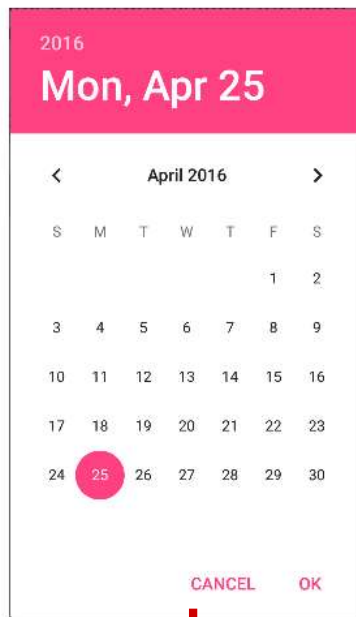 2016
Mon, Apr 25
April 2016
S M T W T F S
1 2
3 4 5 6 7 8 9
10 11 12 13 14 15 16
17 18 19 20 21 22 23
24 25 26 27 28 29 30
CANCEL OK